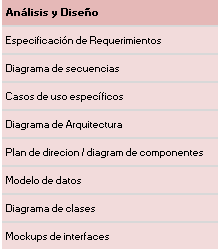 Análisis y Diseño
Especificación de Requerimientos
Diagrama de secuencias
Casos de uso específicos
Diagrama de Arquitectura
Plan de direcion / diagram de componentes
Modelo de datos
Diagrama de clases
Mockups de interfaces